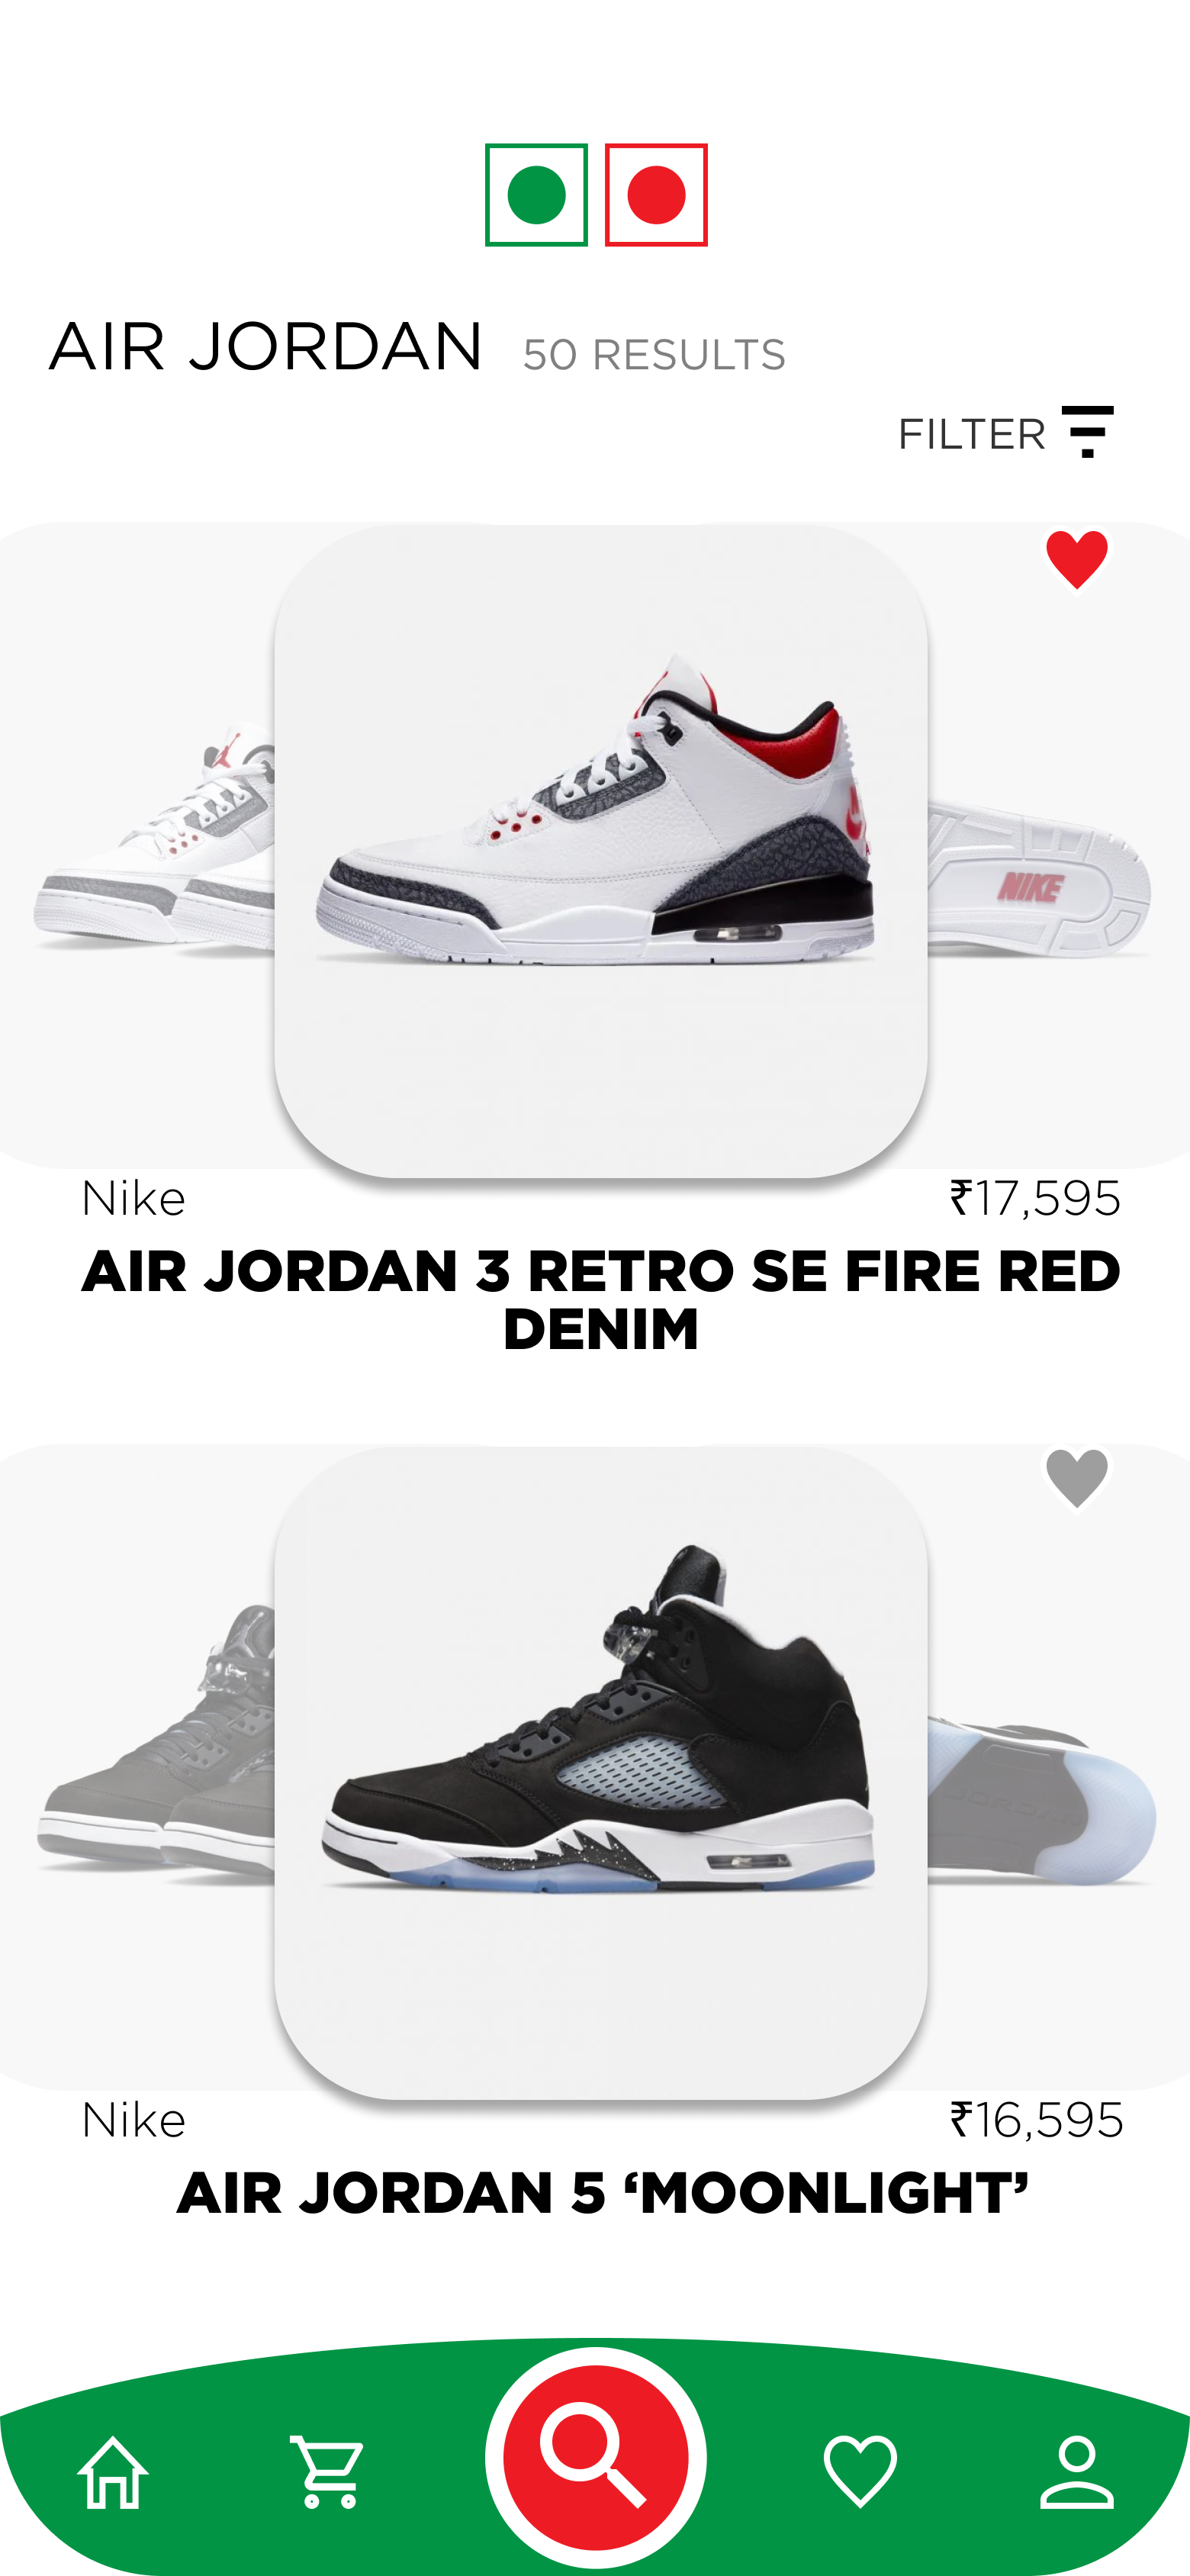 AIR JORDAN 50 RESULTS
FILTER
NIKE
Nike ₹17,595
AIR JORDAN 3 RETRO SE FIRE RED
DENIM
JORDAN
Nike ₹16,595
AIR JORDAN 5 ‘MOONLIGHT’